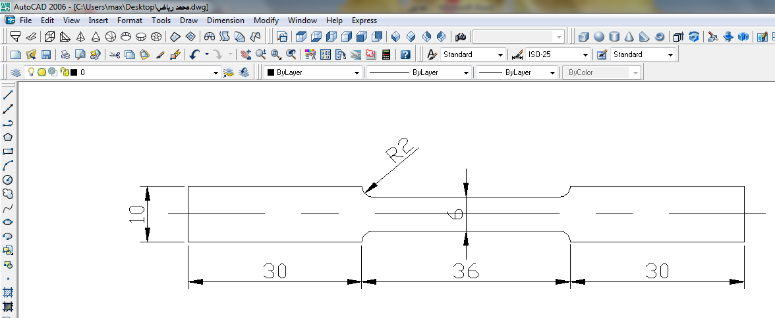 AutoCAD 2006 - [C:\Users\max\Desktop\محمد رياض.dwg]
File Edit View Insert Format Tools Draw Dimension Modify Window Help Express
Standard ISO-25 Standard
0 ByLayer ByLayer ByLayer ByColor
R2
10
6
30 36 30